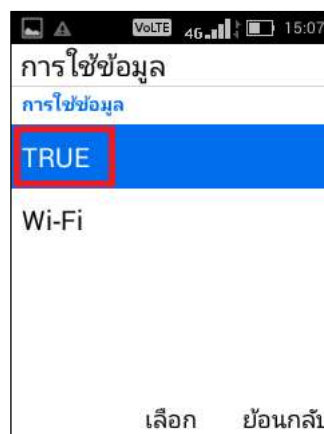 VoLTE 4G 15:07
การใช้ข้อมูล
การใช้ข้อมูล
TRUE
Wi-Fi
เลือก ย้อนกลับ